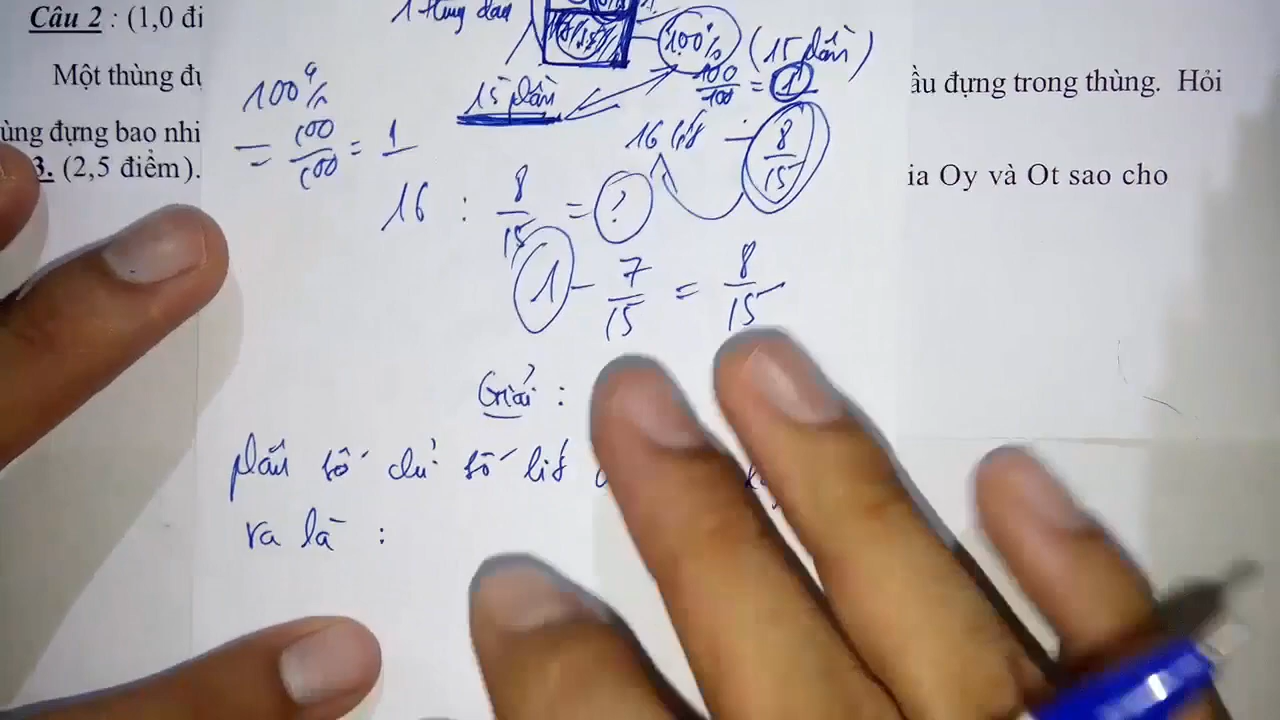 Câu 2 : (1,0 đi
1 thùng dầu
100% (15 phần)
Một thùng đự
ầu đựng trong thùng. Hỏi
100%
15 phần
100/100 = 1
= 100/100 = 1
16 lít - 8/15
ùng đựng bao nhi
3. (2,5 điểm).
ia Oy và Ot sao cho
16 : 8/15 = ?
1 - 7/15 = 8/15
Giải :
phân số chỉ số lít
ra là :